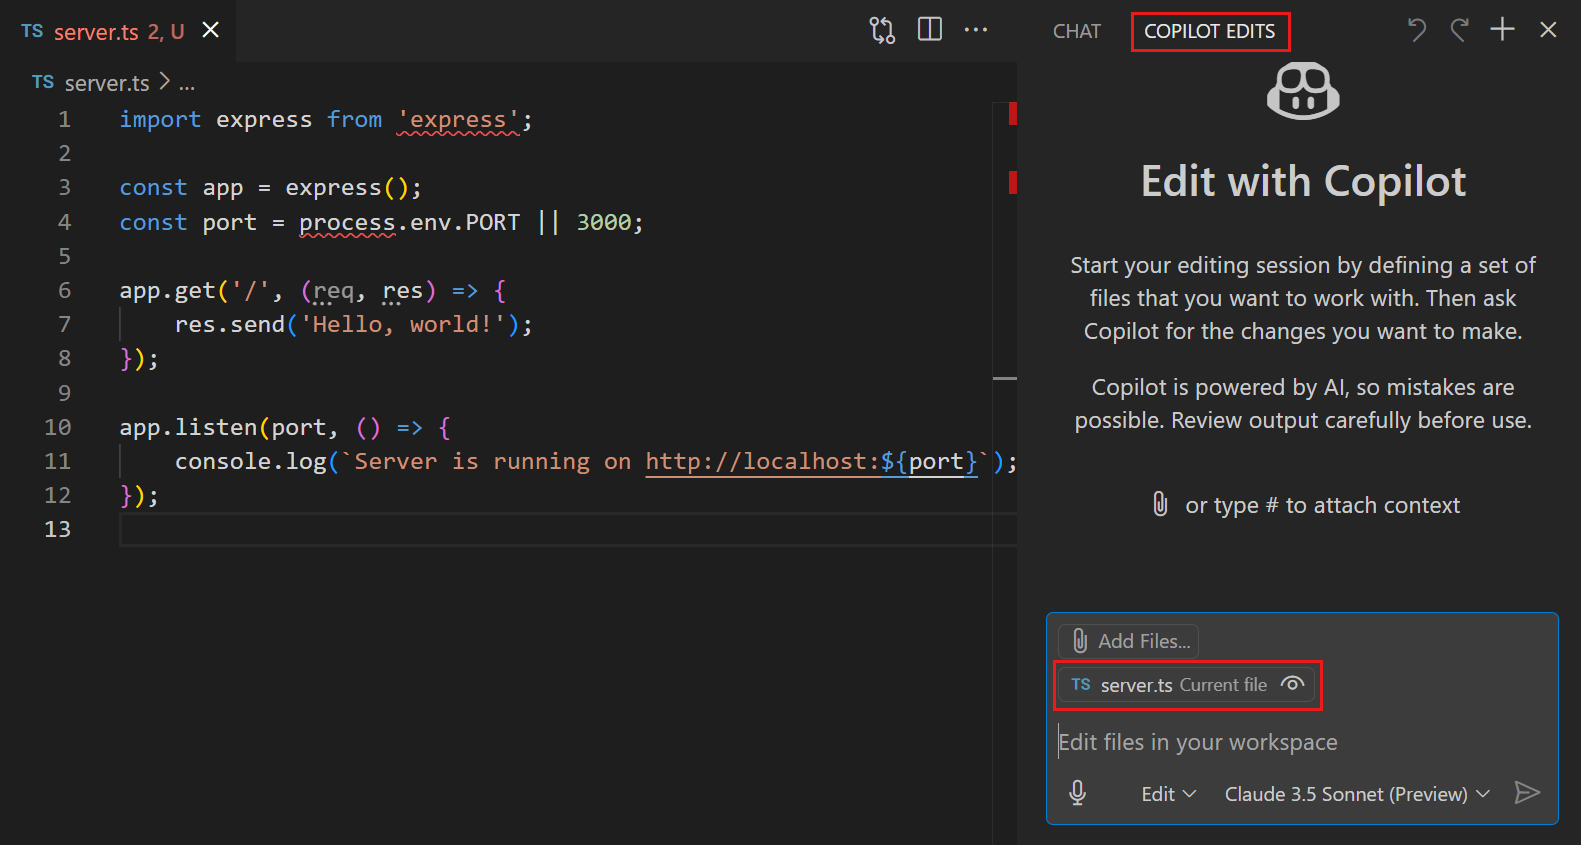 TS server.ts 2, U
TS server.ts > ...
1 import express from 'express';
2
3 const app = express();
4 const port = process.env.PORT || 3000;
5
6 app.get('/', (req, res) => {
7     res.send('Hello, world!');
8 });
9
10 app.listen(port, () => {
11     console.log(`Server is running on http://localhost:${port}`);
12 });
13
CHAT COPILOT EDITS
Edit with Copilot
Start your editing session by defining a set of
files that you want to work with. Then ask
Copilot for the changes you want to make.
Copilot is powered by AI, so mistakes are
possible. Review output carefully before use.
or type # to attach context
Add Files...
TS server.ts Current file
Edit files in your workspace
Edit Claude 3.5 Sonnet (Preview)